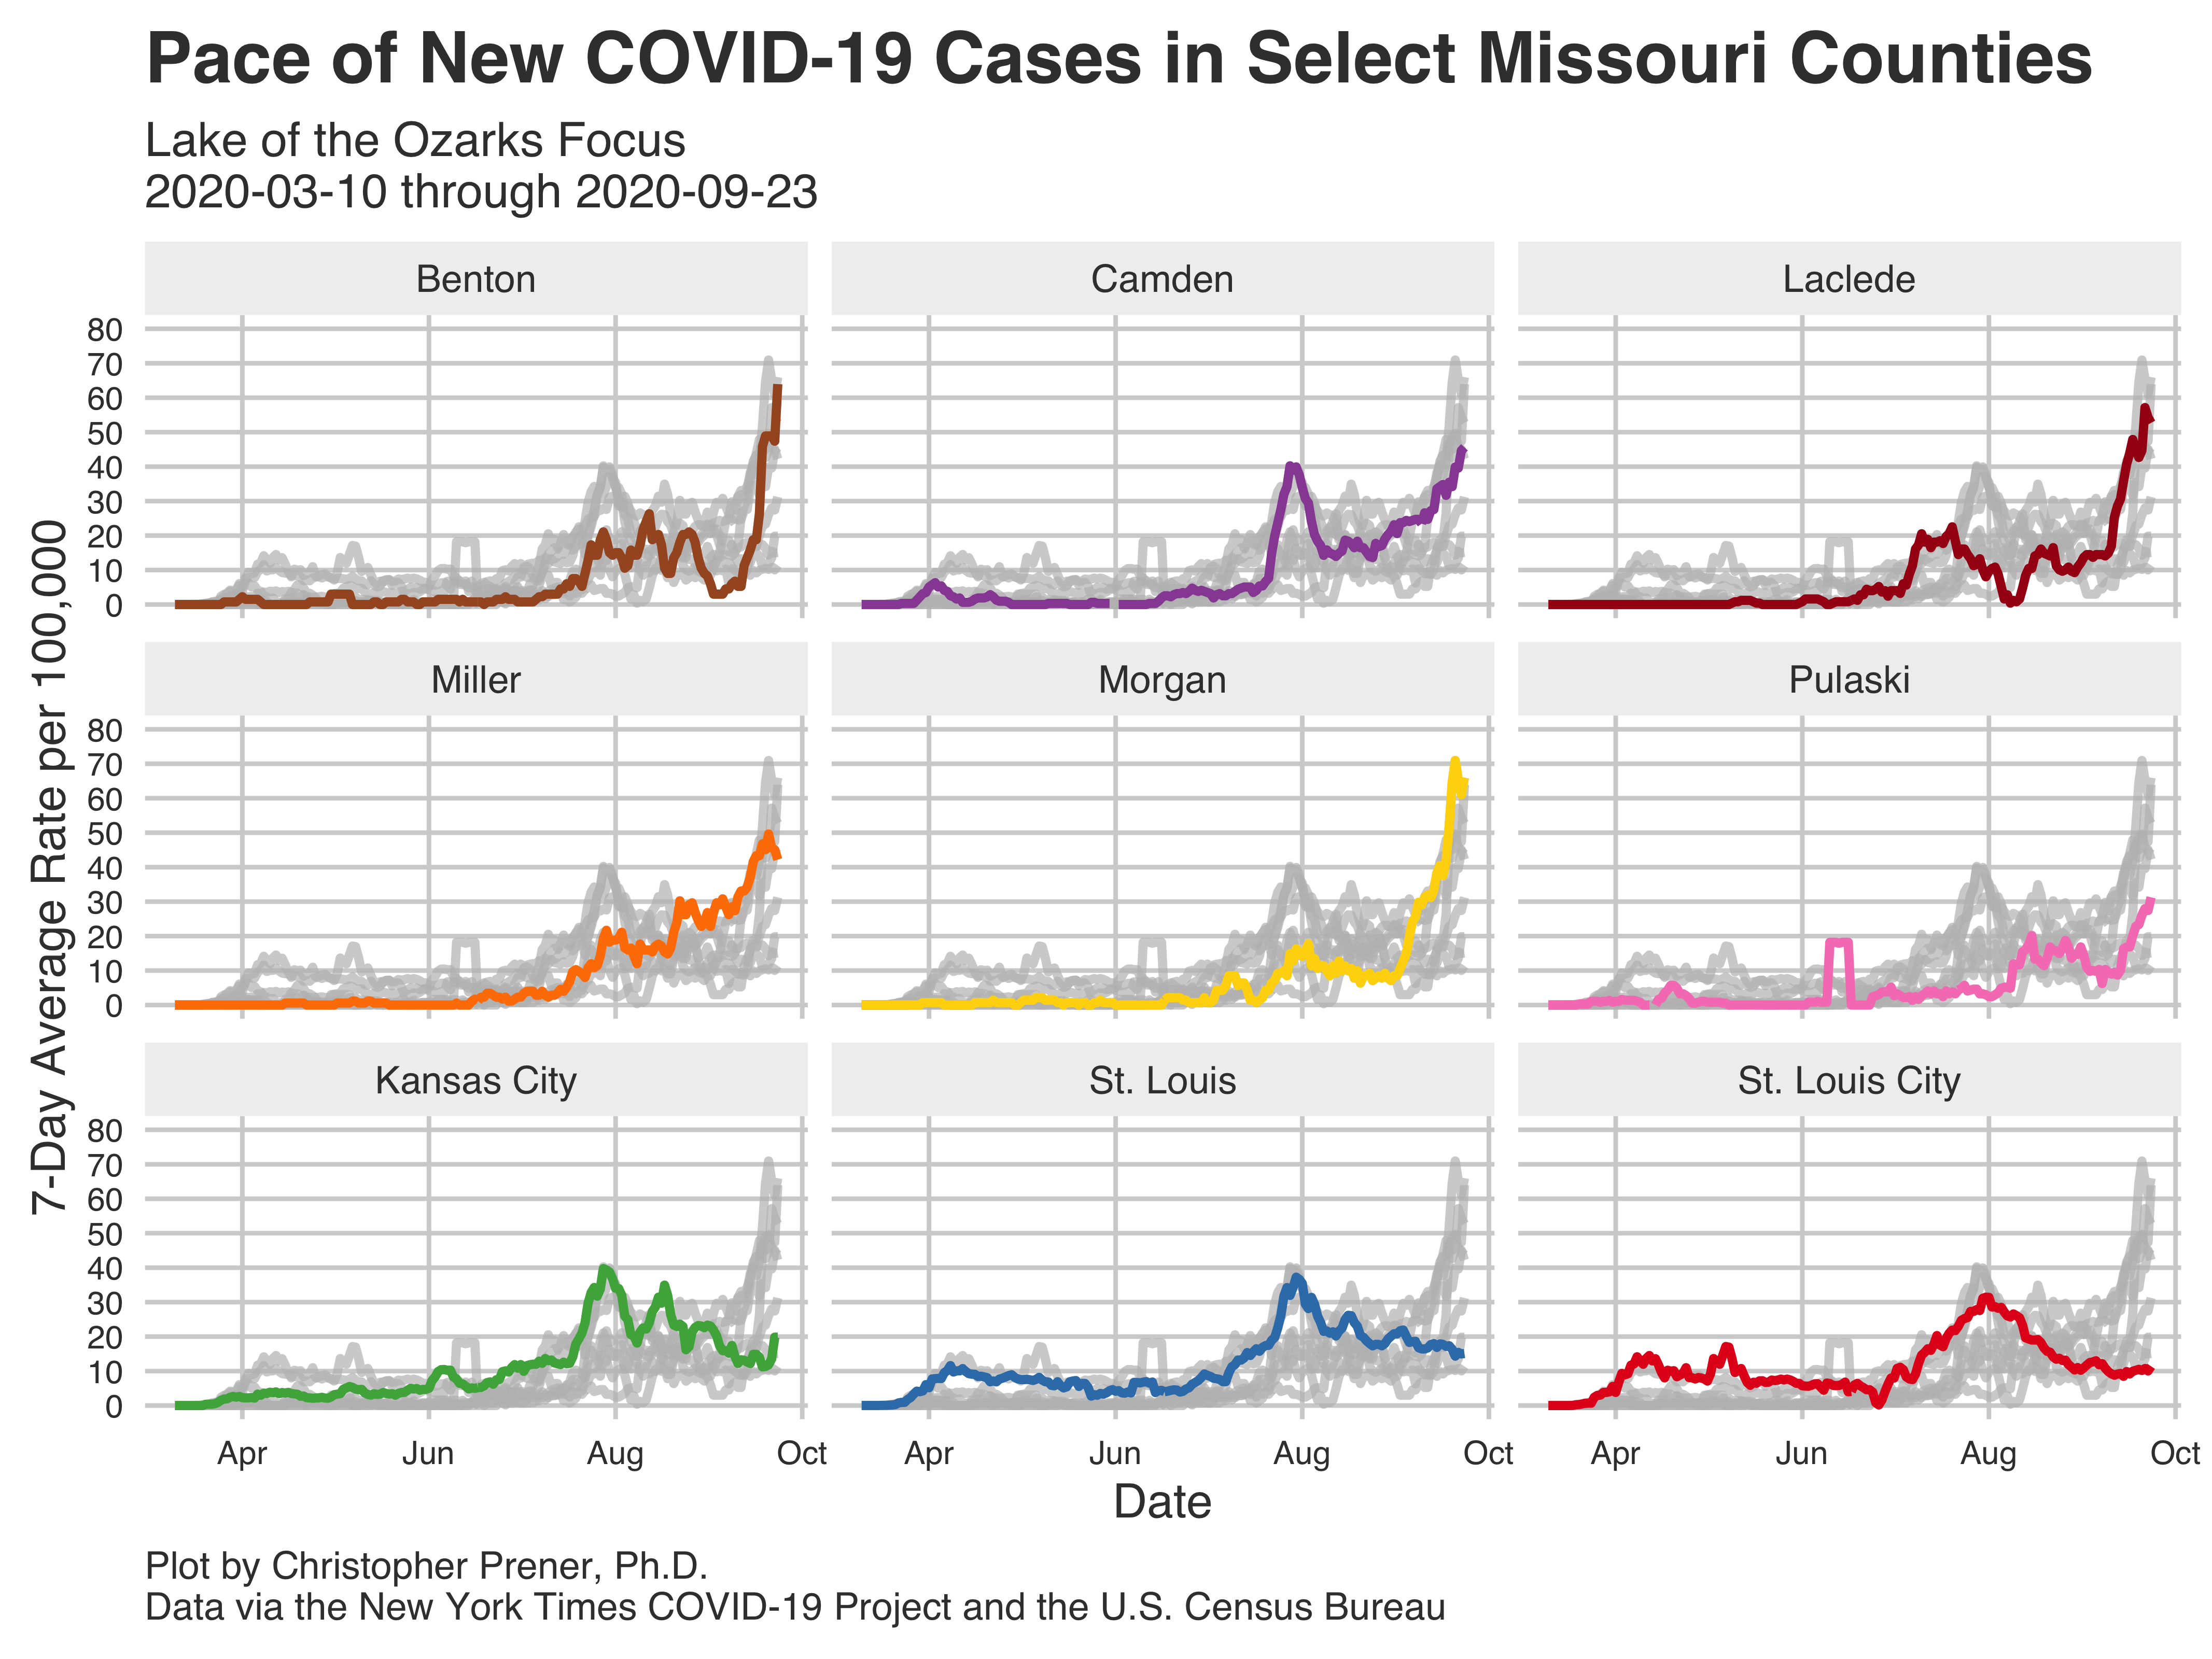 Pace of New COVID-19 Cases in Select Missouri Counties
Lake of the Ozarks Focus
2020-03-10 through 2020-09-23
7-Day Average Rate per 100,000
Benton
Camden
Laclede
80
70
60
50
40
30
20
10
0
Miller
Morgan
Pulaski
80
70
60
50
40
30
20
10
0
Kansas City
St. Louis
St. Louis City
80
70
60
50
40
30
20
10
0
Apr Jun Aug Oct
Apr Jun Aug Oct
Apr Jun Aug Oct
Date
Plot by Christopher Prener, Ph.D.
Data via the New York Times COVID-19 Project and the U.S. Census Bureau